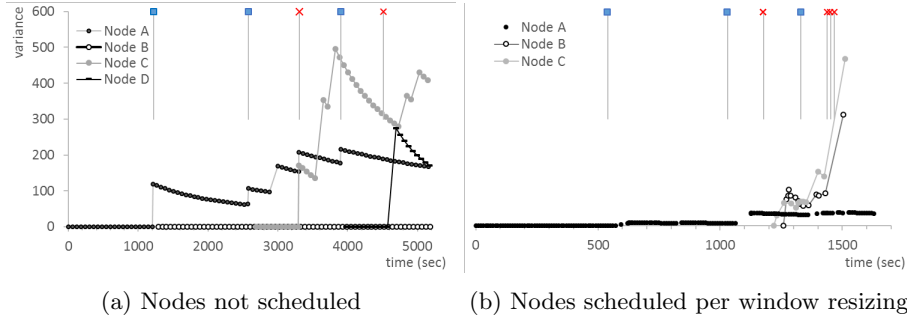 600
500
400
300
200
100
0
variance
Node A
Node B
Node C
Node D
0 1000 2000 3000 4000 5000
time (sec)
Node A
Node B
Node C
0 500 1000 1500
time (sec)
(a) Nodes not scheduled
(b) Nodes scheduled per window resizing